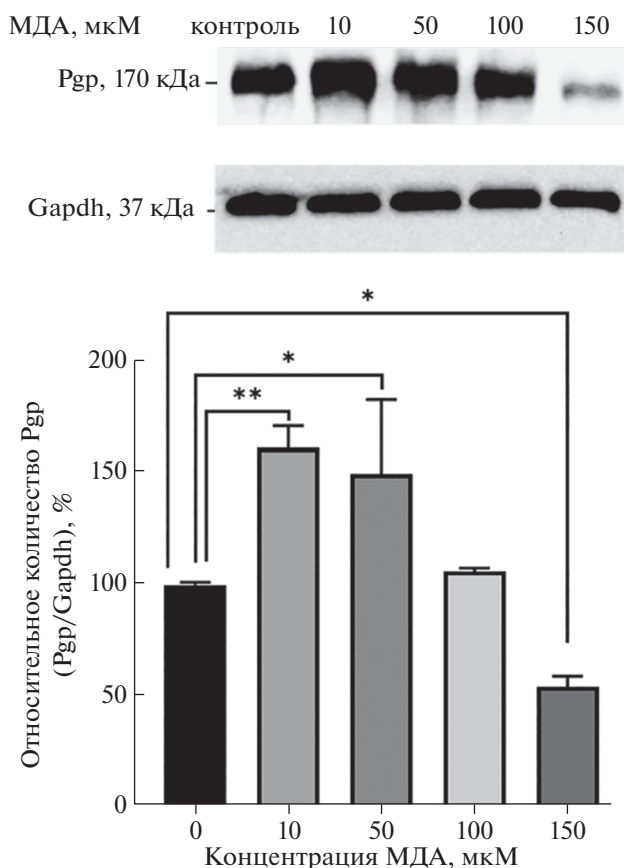 МДА, мкМ контроль 10 50 100 150
Pgp, 170 кДа
Gapdh, 37 кДа
*
200
*
**
150
100
50
0
Относительное количество Pgp
(Pgp/Gapdh), %
0 10 50 100 150
Концентрация МДА, мкМ